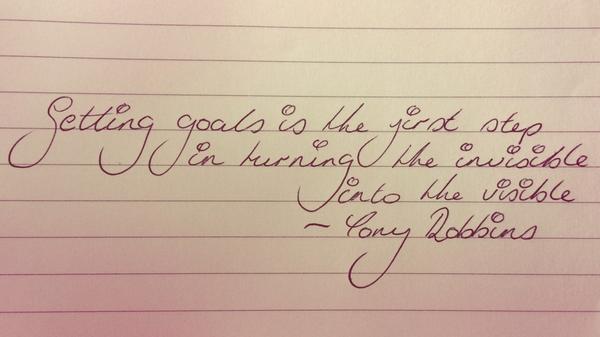 Setting goals is the first step
in turning the invisible
into the visible
- Tony Robbins